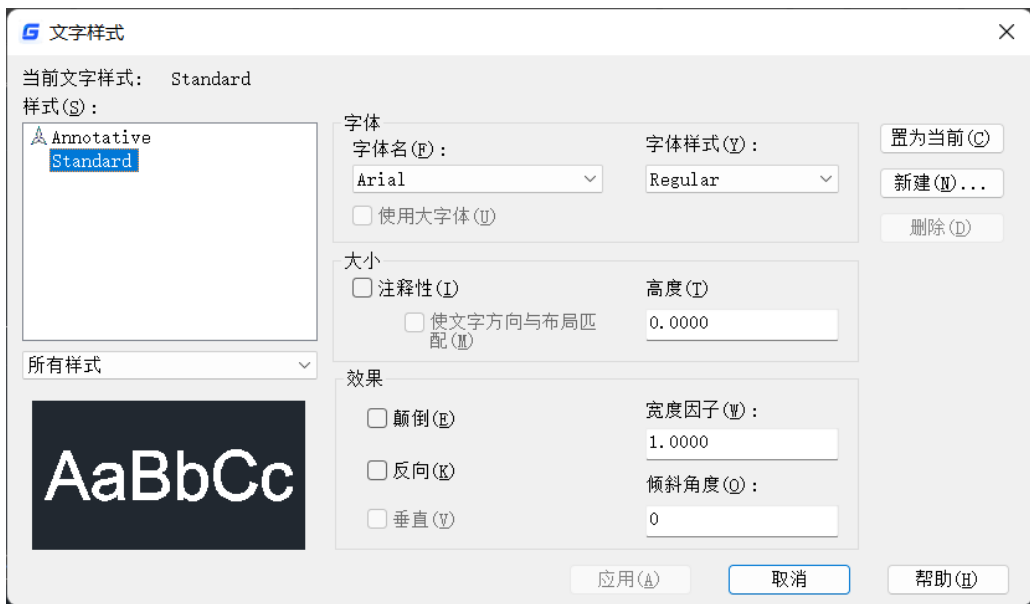 文字样式
当前文字样式: Standard
样式(S):
Annotative
Standard
所有样式
AaBbCc
字体
字体名(F):
Arial
使用大字体(U)
字体样式(Y):
Regular
大小
注释性(I)
使文字方向与布局匹
配(M)
高度(T)
0.0000
效果
颠倒(E)
反向(K)
垂直(V)
宽度因子(W):
1.0000
倾斜角度(O):
0
置为当前(C)
新建(N)...
删除(D)
应用(A)
取消
帮助(H)